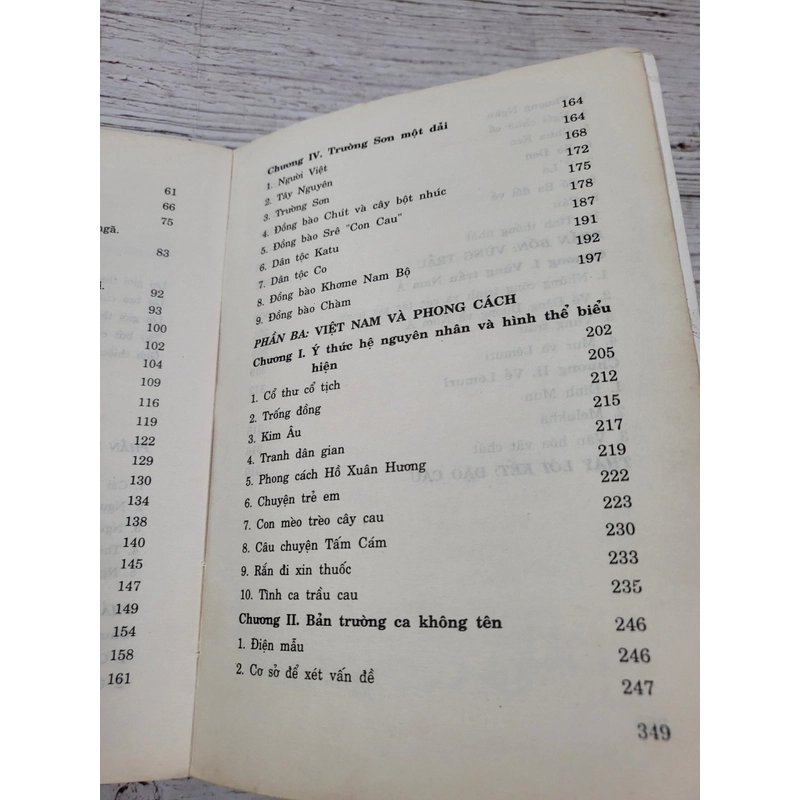 61
66
75
ngã.
83
92
93
100
102
104
109
116
119
122
129
130
134
138
140
145
147
149
154
158
161
Chương IV. Trường Sơn một dải 164
1. Người Việt 164
2. Tây Nguyên 168
3. Trường Sơn 172
4. Đồng bào Chút và cây bột nhúc 175
5. Đồng bào Srê "Con Cau" 178
6. Dân tộc Katu 187
7. Dân tộc Co 191
8. Đồng bào Khơme Nam Bộ 192
9. Đồng bào Chàm 197
PHẦN BA: VIỆT NAM VÀ PHONG CÁCH
Chương I. Ý thức hệ nguyên nhân và hình thể biểu
hiện 202
1. Cổ thư cổ tịch 205
2. Trống đồng 212
3. Kim Âu 215
4. Tranh dân gian 217
5. Phong cách Hồ Xuân Hương 219
6. Chuyện trẻ em 222
7. Con mèo trèo cây cau 223
8. Câu chuyện Tấm Cám 230
9. Rắn đi xin thuốc 233
10. Tình ca trầu cau 235
Chương II. Bản trường ca không tên 246
1. Điện mẫu 246
2. Cơ sở để xét vấn đề 247
349